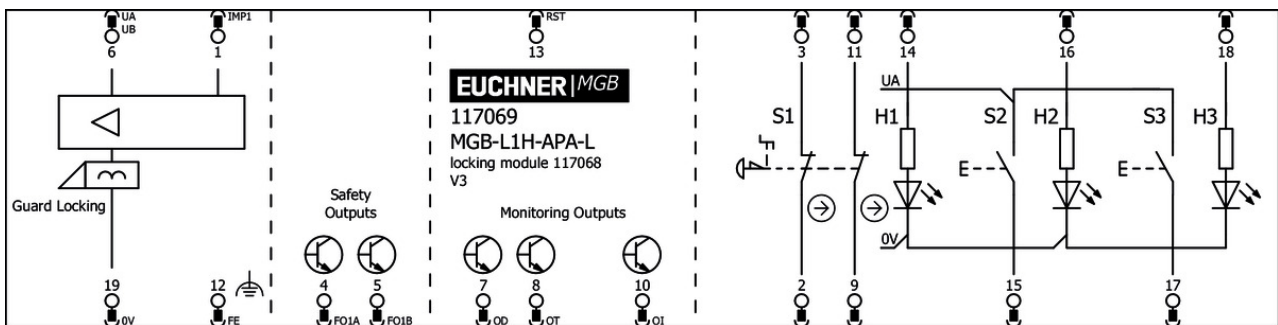 UA
UB
IMP1
RST
6
1
13
3
11
14
16
18
EUCHNER MGB
117069
MGB-L1H-APA-L
locking module 117068
V3
UA
S1
H1
S2
H2
S3
H3
E
E
Guard Locking
Safety
Outputs
Monitoring Outputs
0V
19
12
4
5
7
8
10
2
9
15
17
0V
FE
FO1A
FO1B
OD
OT
OI